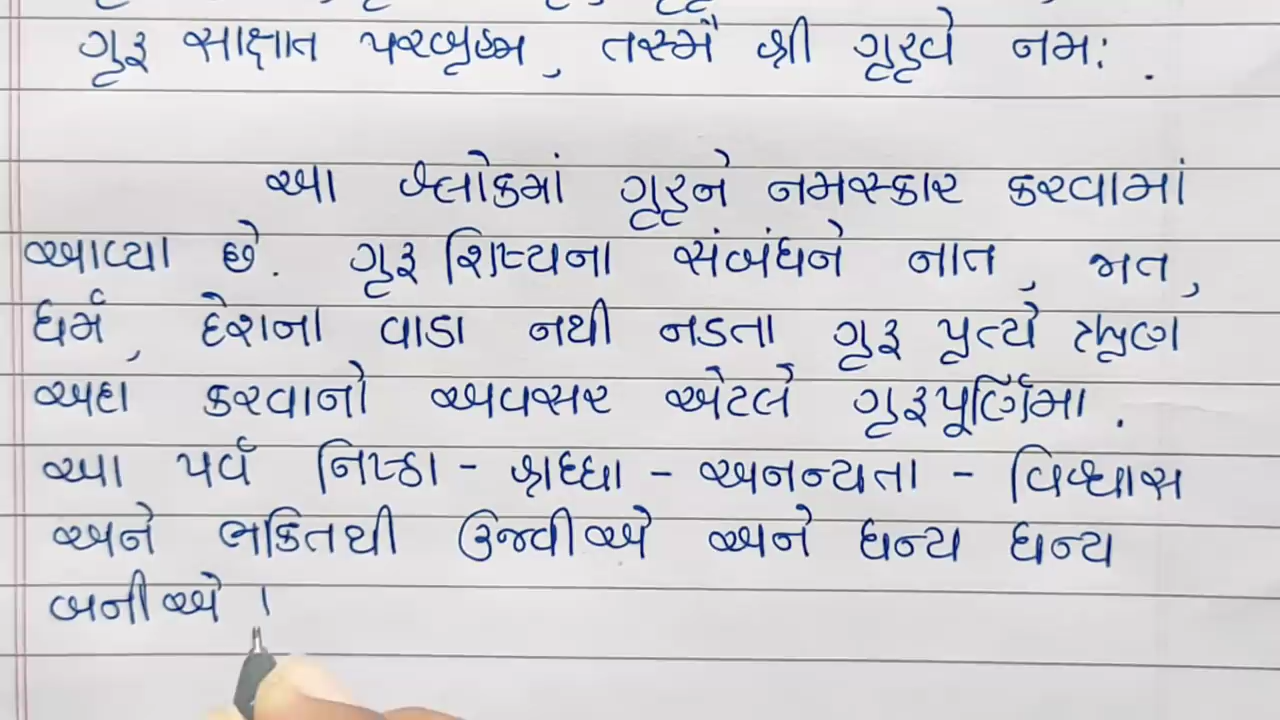 ગુરુ સાક્ષાત પરબ્રહ્મ, તસ્મૈ શ્રી ગુરુવે નમઃ.
આ શ્લોકમાં ગુરુને નમસ્કાર કરવામાં
આવ્યા છે. ગુરુ શિષ્યના સંબંધને નાત, જાત,
ધર્મ, દેશના વાડા નથી નડતા ગુરુ પ્રત્યે ઋણ
અદા કરવાનો અવસર એટલે ગુરુપૂર્ણિમા.
આ પર્વ નિષ્ઠા - શ્રધ્ધા - અનન્યતા - વિશ્વાસ
અને ભક્તિથી ઉજવીએ અને ધન્ય ધન્ય
બનીએ !